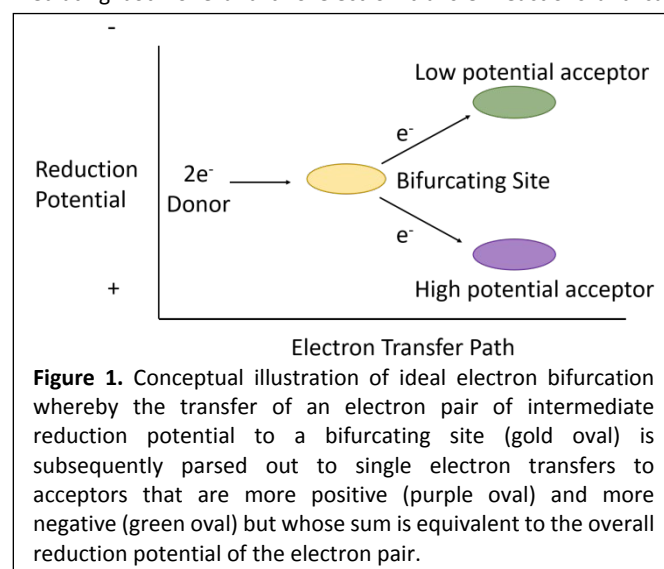 -
Low potential acceptor
e-
Reduction
Potential
2e-
Donor
Bifurcating Site
e-
+
High potential acceptor
Electron Transfer Path
Figure 1. Conceptual illustration of ideal electron bifurcation
whereby the transfer of an electron pair of intermediate
reduction potential to a bifurcating site (gold oval) is
subsequently parsed out to single electron transfers to
acceptors that are more positive (purple oval) and more
negative (green oval) but whose sum is equivalent to the overall
reduction potential of the electron pair.